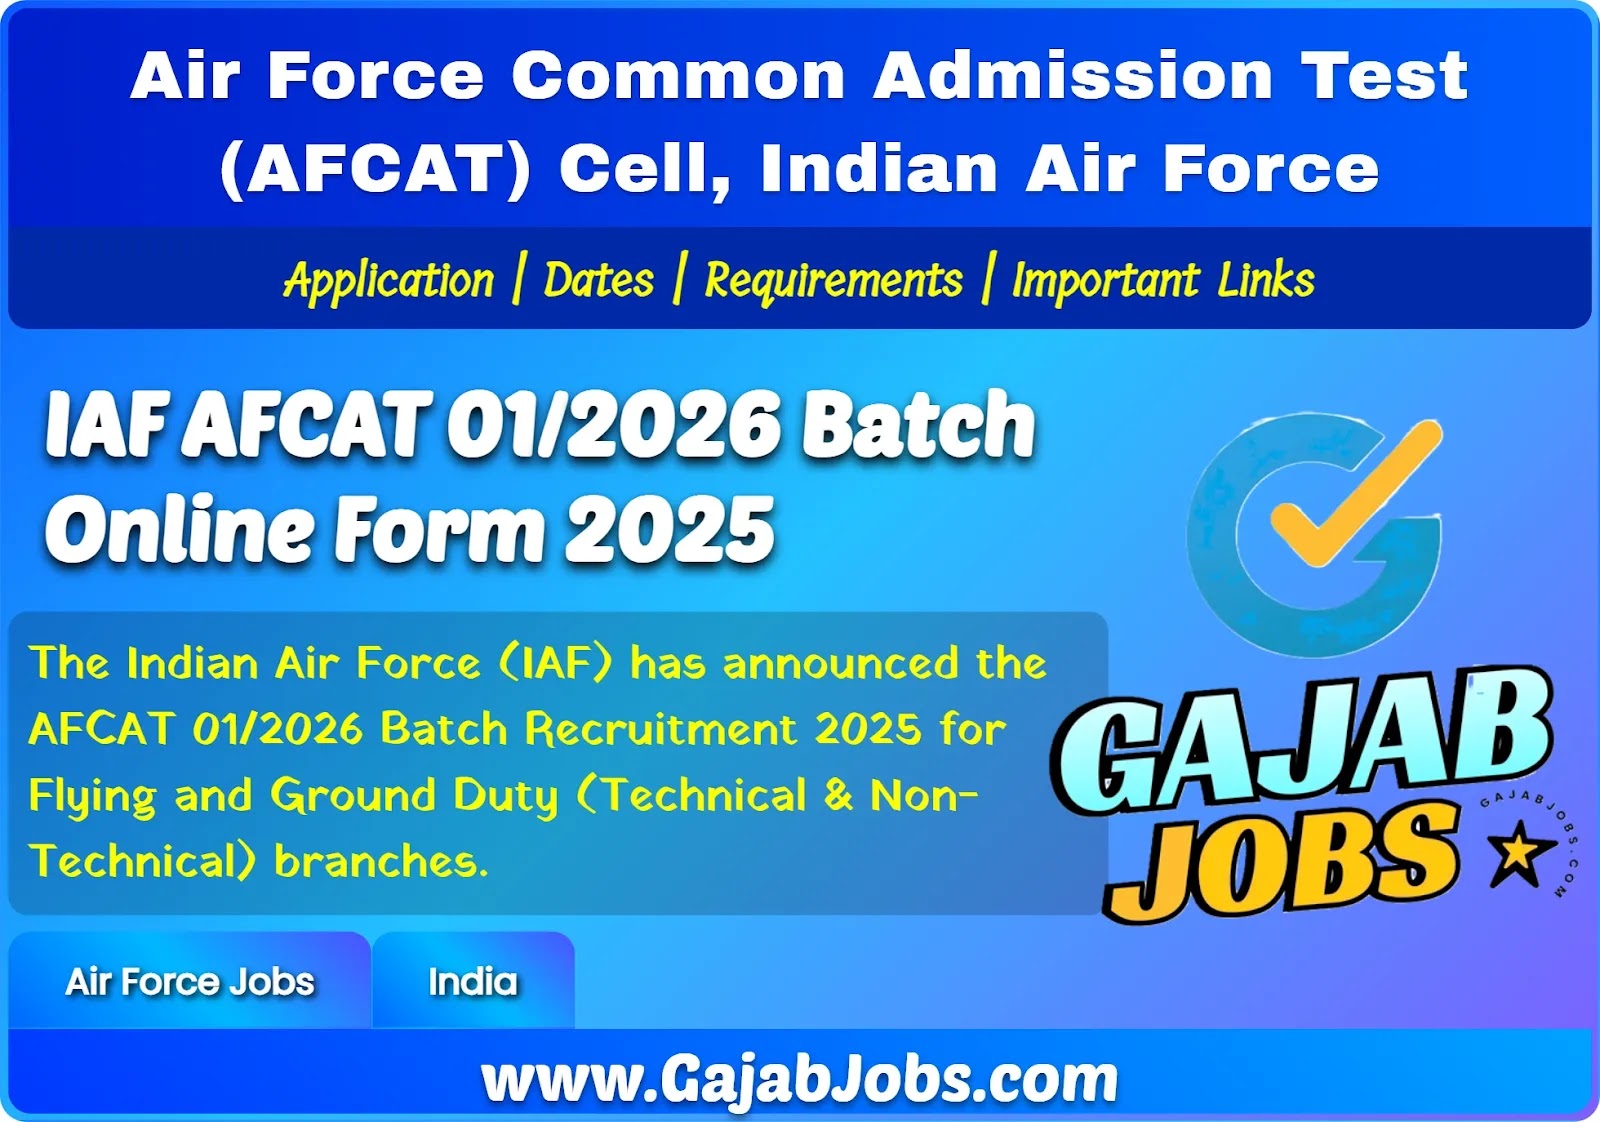 Air Force Common Admission Test
(AFCAT) Cell, Indian Air Force
Application | Dates | Requirements | Important Links
IAF AFCAT 01/2026 Batch
Online Form 2025
The Indian Air Force (IAF) has announced the
AFCAT 01/2026 Batch Recruitment 2025 for
Flying and Ground Duty (Technical & Non-
Technical) branches.
GAJAB
JOBS
GAJABJOBS.COM
Air Force Jobs
India
www.GajabJobs.com